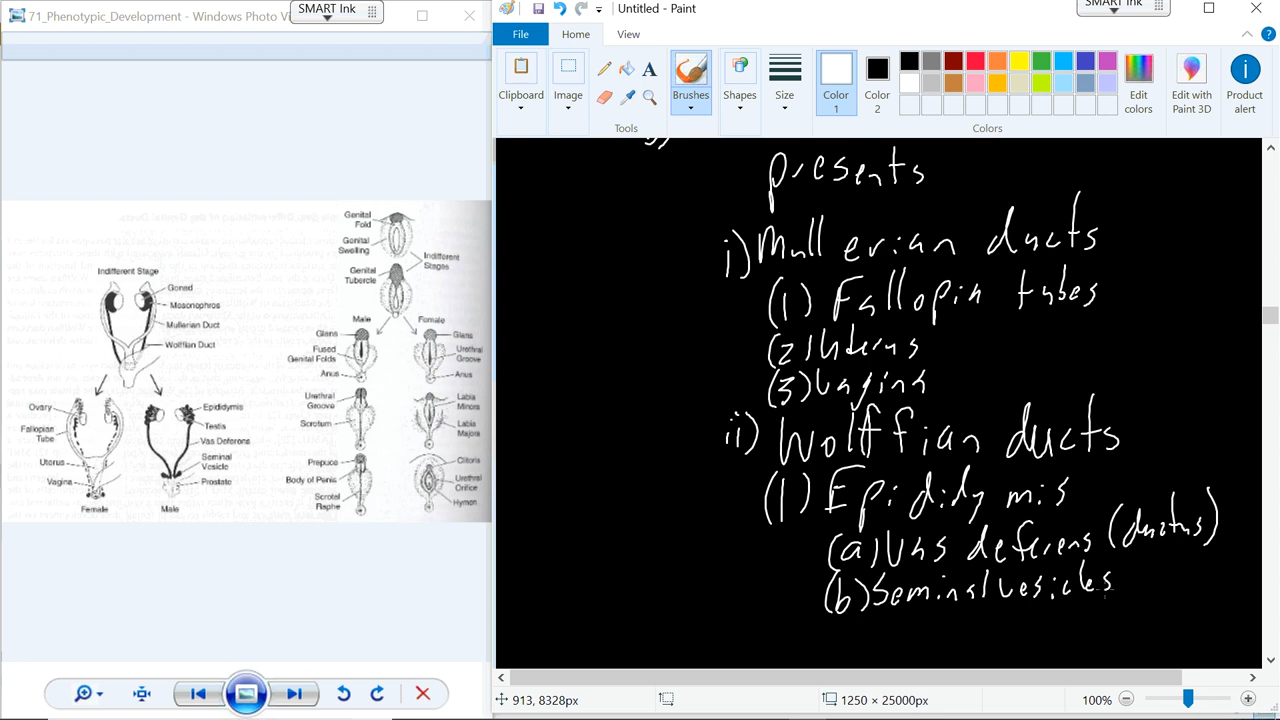 71_Phenotypic_Development - Windows Photo Vi
SMART Ink
Untitled - Paint
SMART Ink
File
Home
View
Clipboard
Image
Tools
Brushes
Shapes
Size
Color 1
Color 2
Edit colors
Edit with Paint 3D
Product alert
Colors
Indifferent Stage
Gonad
Mesonephros
Mullerian Duct
Wolffian Duct
Ovary
Fallopian Tube
Uterus
Vagina
Female
Epididymis
Testis
Vas Deferens
Seminal Vesicle
Prostate
Male
Genital Fold
Genital Swelling
Genital Tubercle
Indifferent Stages
Male
Female
Glans
Fused Genital Folds
Anus
Glans
Urethral Groove
Anus
Urethral Groove
Scrotum
Labia Minora
Labia Majora
Prepuce
Body of Penis
Scrotal Raphe
Clitoris
Urethral Orifice
Hymen
presents
i) Mullerian ducts
(1) Fallopin tubes
(2) Uterus
(3) Vagina
ii) Wolffian ducts
(1) Epididymis
(a) Vas deferens (ductus)
(b) Seminal vesicles
913, 8328px
1250 × 25000px
100%